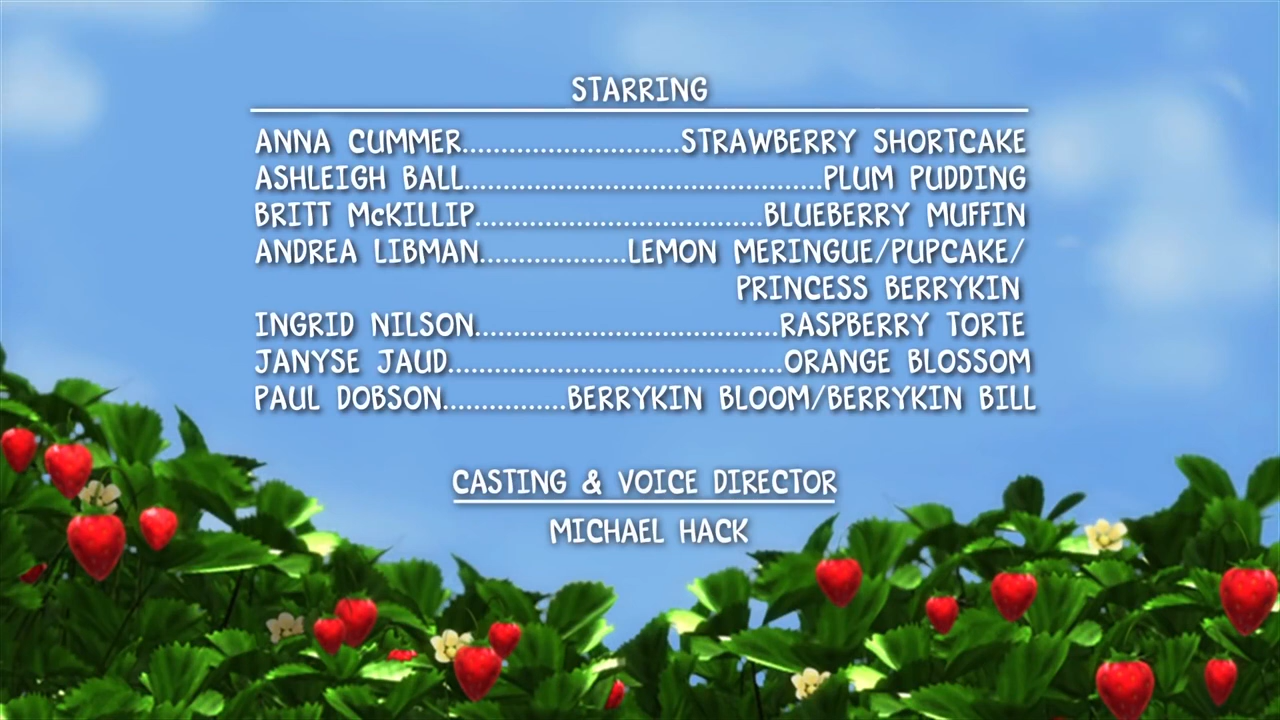 STARRING
ANNA CUMMER............................STRAWBERRY SHORTCAKE
ASHLEIGH BALL..............................................PLUM PUDDING
BRITT McKILLIP.....................................BLUEBERRY MUFFIN
ANDREA LIBMAN...................LEMON MERINGUE/PUPCAKE/
PRINCESS BERRYKIN
INGRID NILSON.......................................RASPBERRY TORTE
JANYSE JAUD...........................................ORANGE BLOSSOM
PAUL DOBSON................BERRYKIN BLOOM/BERRYKIN BILL
CASTING & VOICE DIRECTOR
MICHAEL HACK